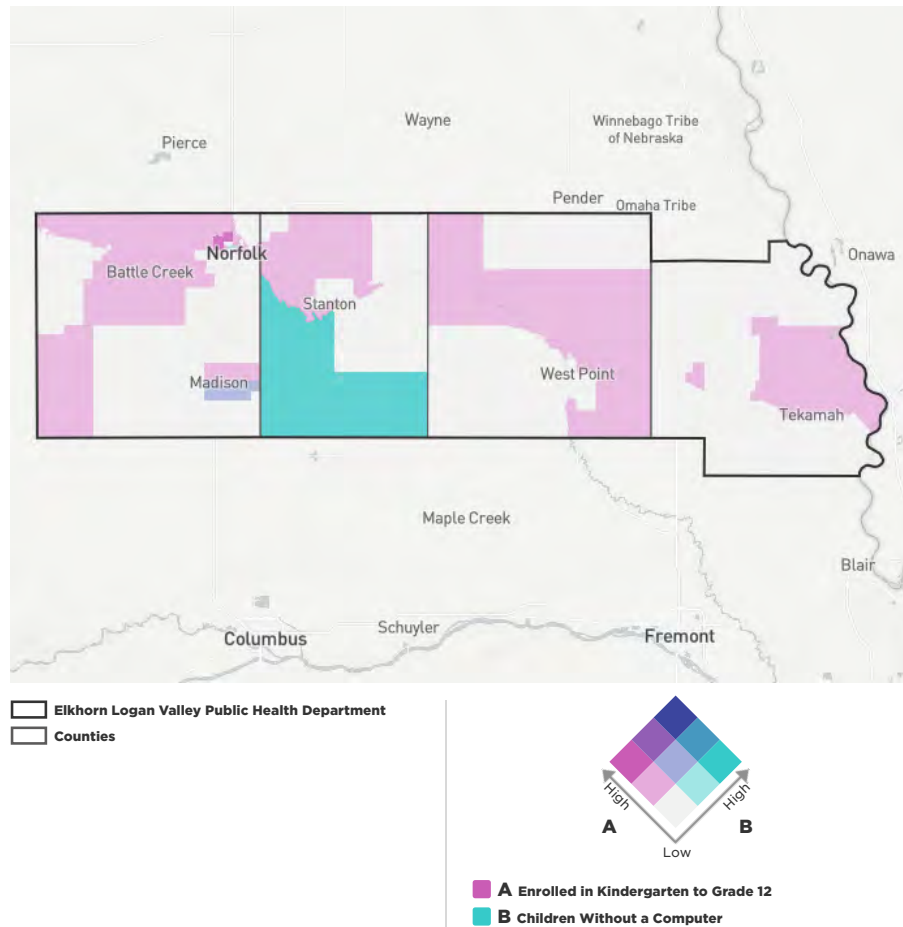 Wayne
Winnebago Tribe
of Nebraska
Pierce
Pender
Omaha Tribe
Norfolk
Onawa
Battle Creek
Stanton
West Point
Madison
Tekamah
Maple Creek
Blair
Schuyler
Columbus
Fremont
Elkhorn Logan Valley Public Health Department
Counties
High
High
A
B
Low
A Enrolled in Kindergarten to Grade 12
B Children Without a Computer